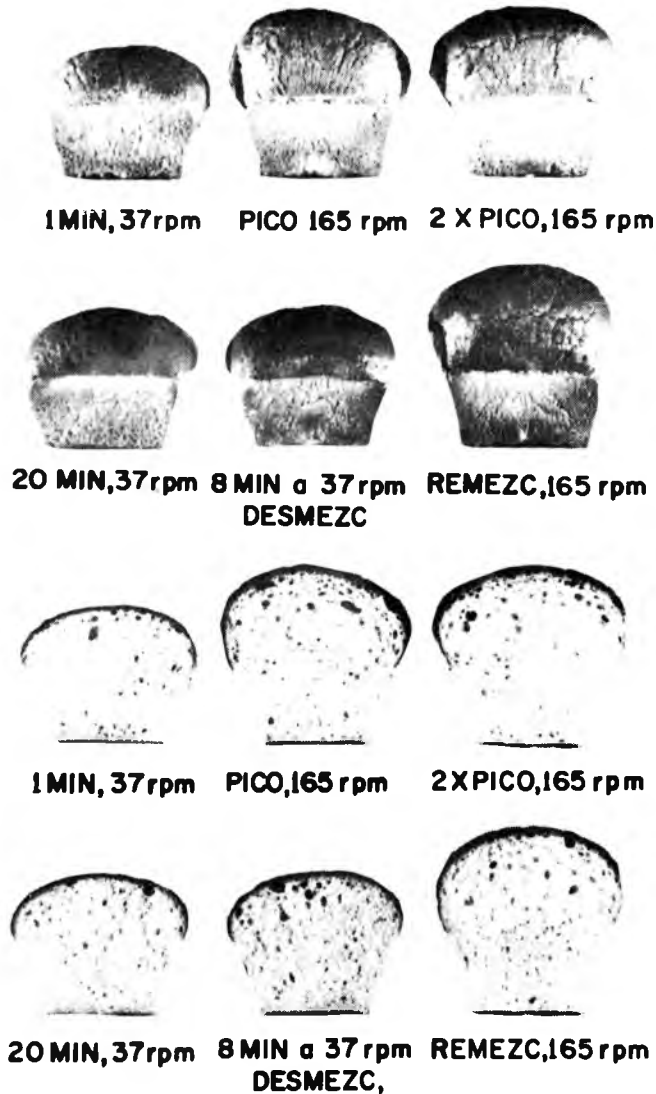 1 MIN, 37 rpm PICO 165 rpm 2 X PICO, 165 rpm
20 MIN, 37 rpm 8 MIN a 37 rpm REMEZC, 165 rpm
DESMEZC
1 MIN, 37 rpm PICO, 165 rpm 2 X PICO, 165 rpm
20 MIN, 37 rpm 8 MIN a 37 rpm REMEZC, 165 rpm
DESMEZC,